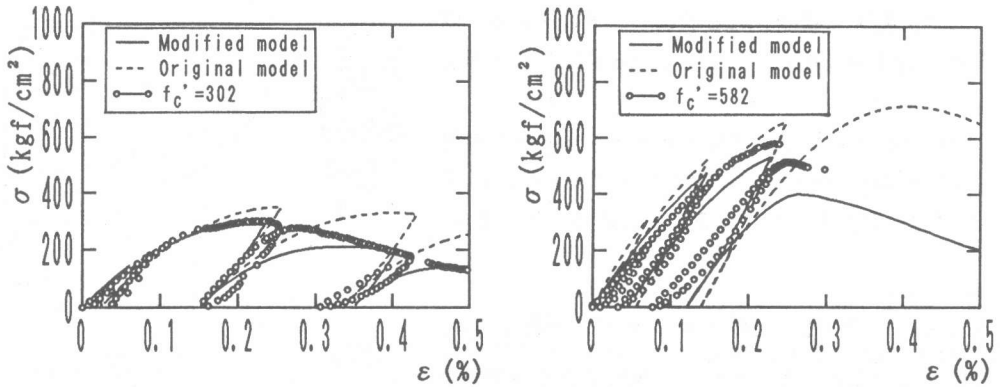 1000
800
600
400
200
0
σ (kgf/cm²)
Modified model
Original model
fc'=302
0 0.1 0.2 0.3 0.4 0.5
ε (%)
1000
800
600
400
200
0
σ (kgf/cm²)
Modified model
Original model
fc'=582
0 0.1 0.2 0.3 0.4 0.5
ε (%)